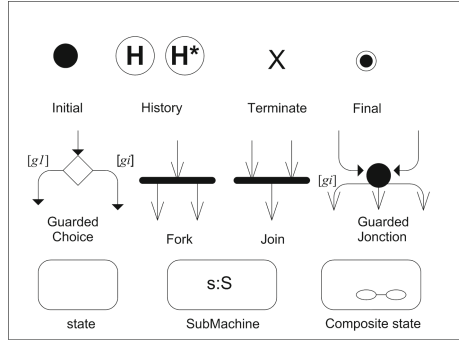 H H* X
Initial History Terminate Final
[g1] [gi]
[gi]
Guarded
Choice
Fork Join
Guarded
Jonction
s:S
state SubMachine Composite state